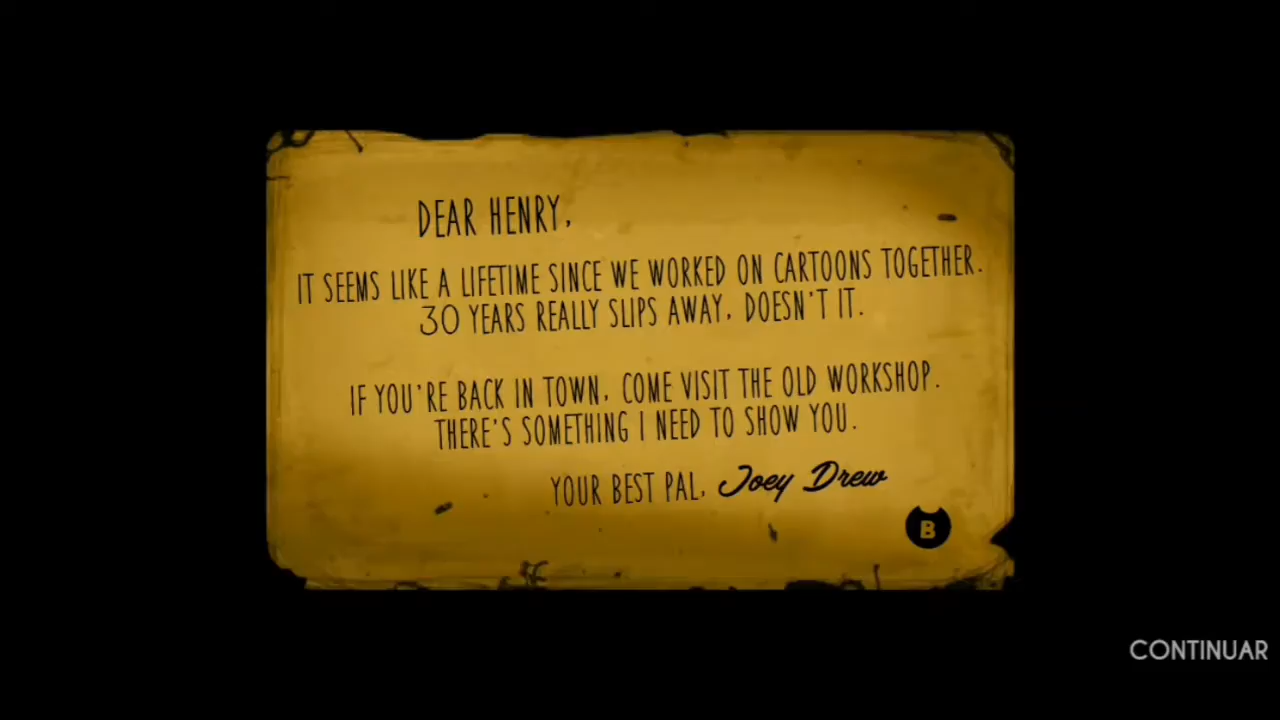 DEAR HENRY,
IT SEEMS LIKE A LIFETIME SINCE WE WORKED ON CARTOONS TOGETHER.
30 YEARS REALLY SLIPS AWAY, DOESN'T IT.
IF YOU'RE BACK IN TOWN, COME VISIT THE OLD WORKSHOP.
THERE'S SOMETHING I NEED TO SHOW YOU.
YOUR BEST PAL, Joey Drew
B
CONTINUAR